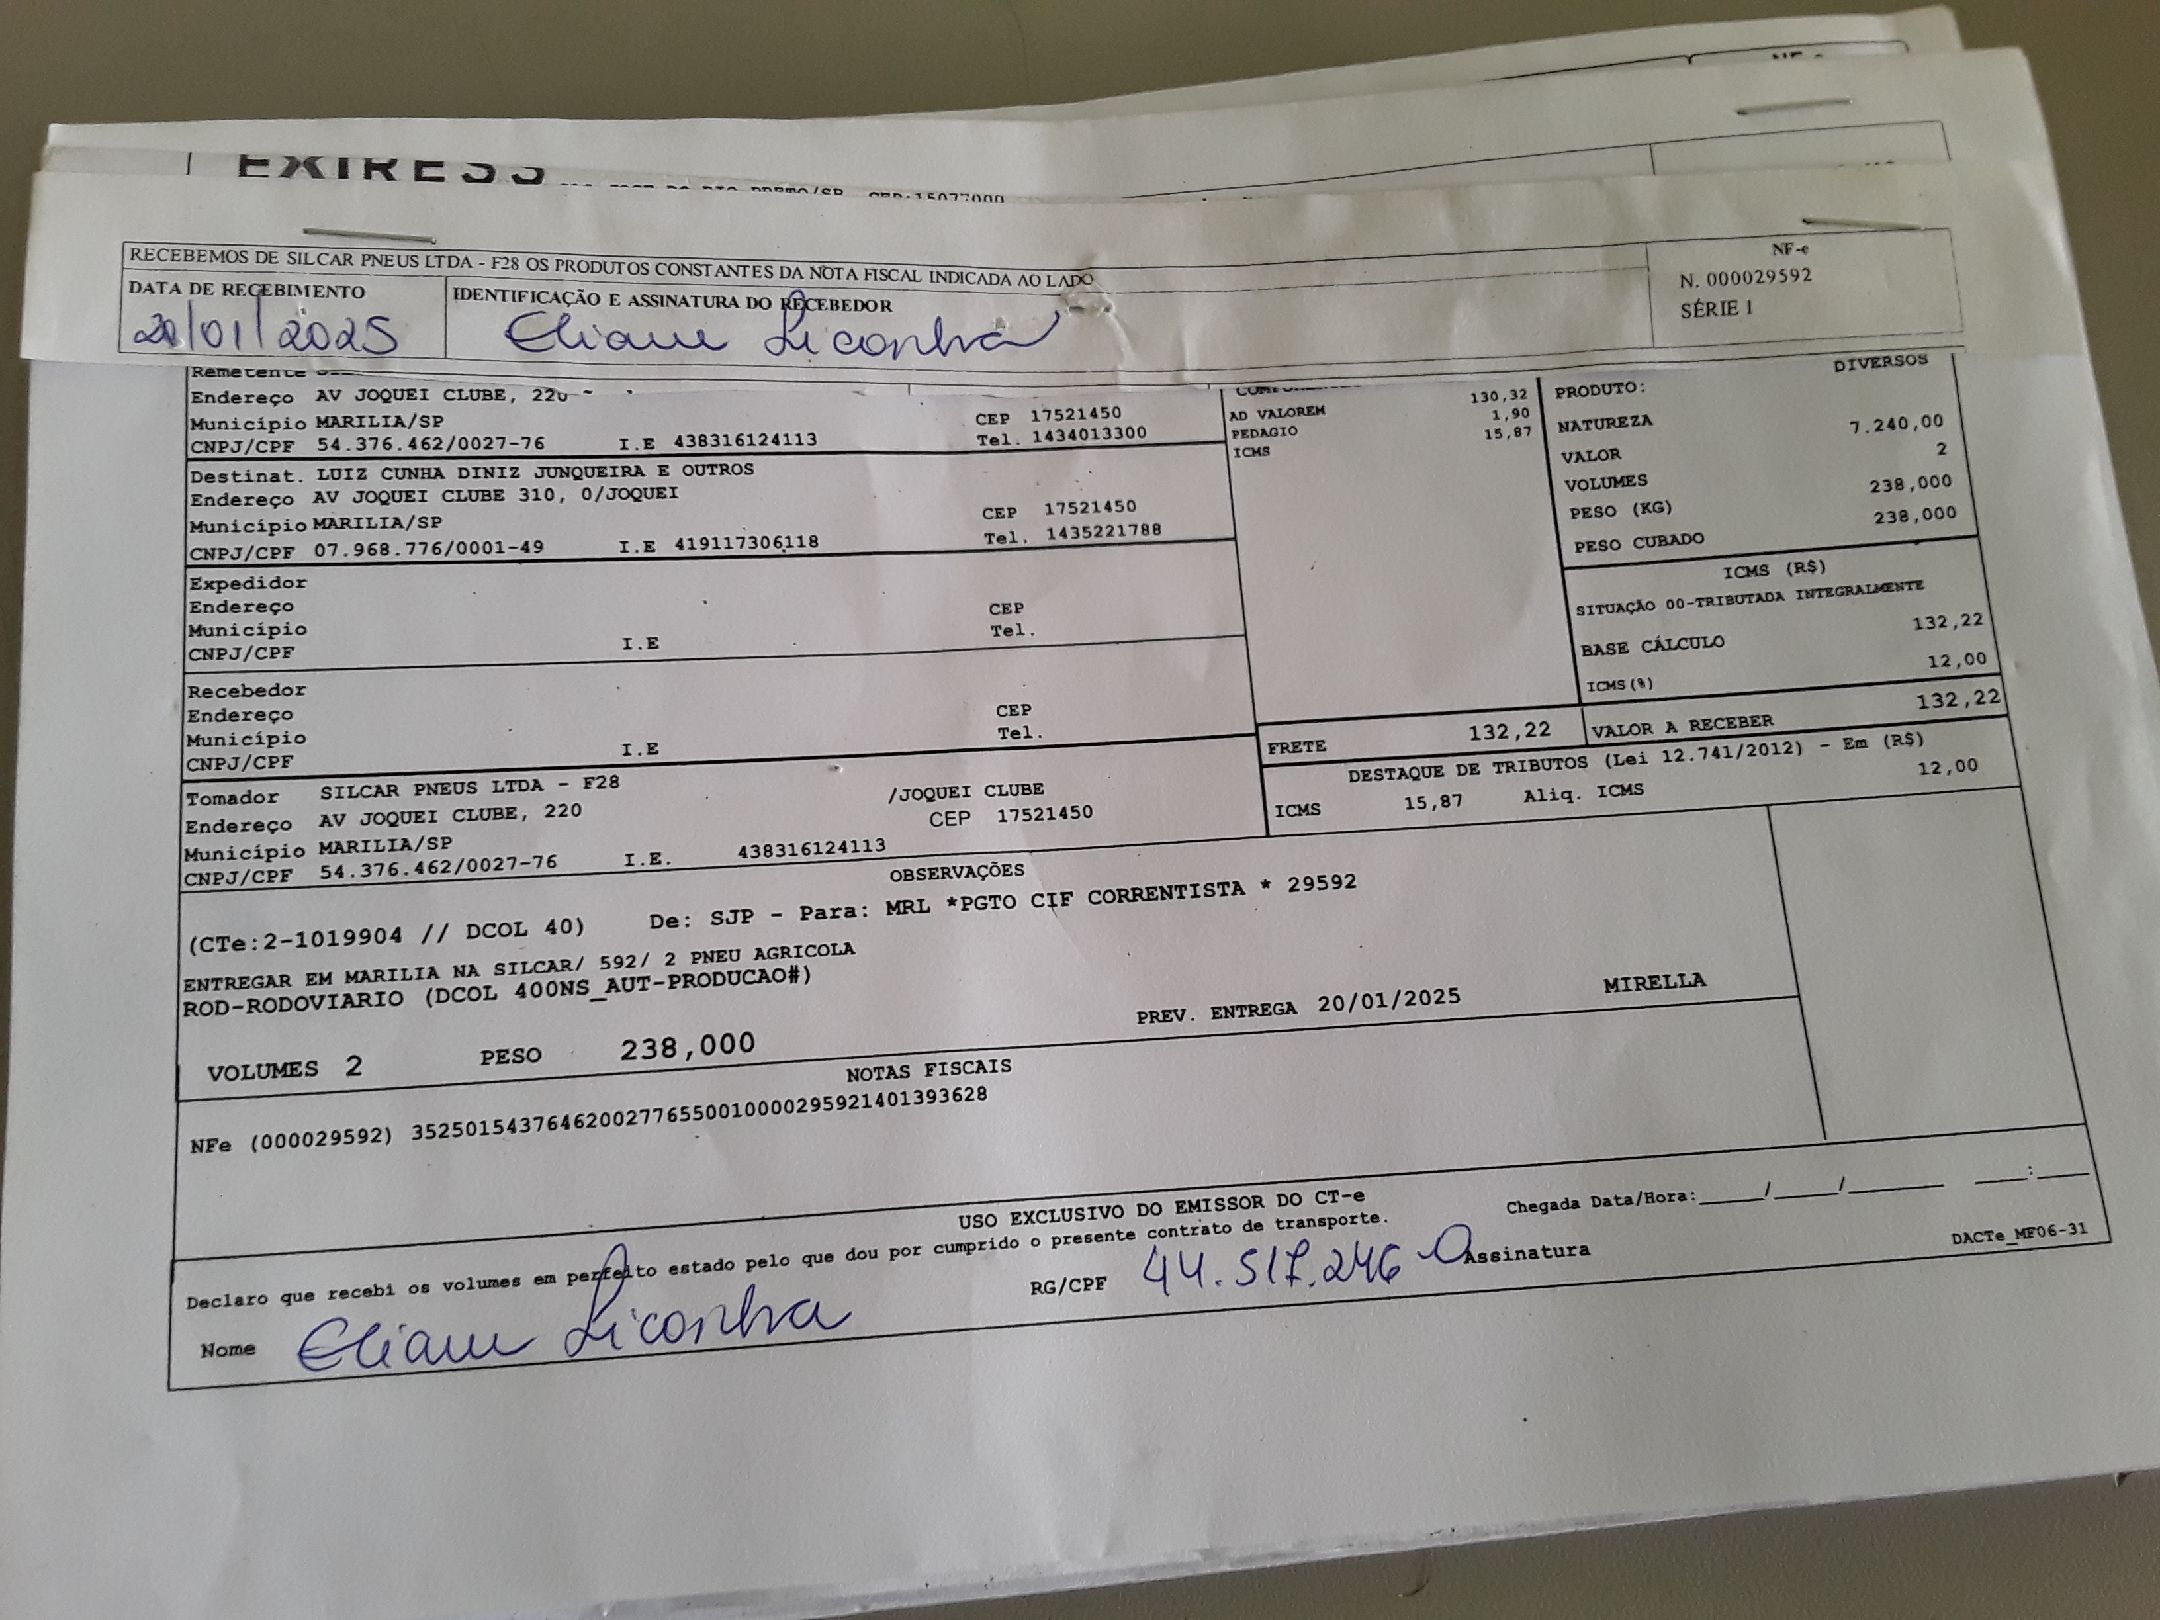 EXPRESS
CEP:15077000
RECEBEMOS DE SILCAR PNEUS LTDA - F28 OS PRODUTOS CONSTANTES DA NOTA FISCAL INDICADA AO LADO
DATA DE RECEBIMENTO
IDENTIFICAÇÃO E ASSINATURA DO RECEBEDOR
NF-e
N. 000029592
SÉRIE 1
/01/2025
Eliane Liconha
Remetente
Endereço AV JOQUEI CLUBE, 220
Município MARILIA/SP CEP 17521450
CNPJ/CPF 54.376.462/0027-76 I.E 438316124113 Tel. 1434013300
Destinat. LUIZ CUNHA DINIZ JUNQUEIRA E OUTROS
Endereço AV JOQUEI CLUBE 310, 0/JOQUEI
Município MARILIA/SP CEP 17521450
CNPJ/CPF 07.968.776/0001-49 I.E 419117306118 Tel. 1435221788
Expedidor
Endereço CEP
Município Tel.
CNPJ/CPF I.E
Recebedor
Endereço CEP
Município Tel.
CNPJ/CPF I.E
Tomador SILCAR PNEUS LTDA - F28
Endereço AV JOQUEI CLUBE, 220 /JOQUEI CLUBE
Município MARILIA/SP CEP 17521450
CNPJ/CPF 54.376.462/0027-76 I.E. 438316124113
130,32
AD VALOREM 1,90
PEDAGIO 15,87
ICMS
DIVERSOS
PRODUTO:
NATUREZA 7.240,00
VALOR 2
VOLUMES 238,000
PESO (KG) 238,000
PESO CUBADO
ICMS (R$)
SITUAÇÃO 00-TRIBUTADA INTEGRALMENTE
BASE CÁLCULO 132,22
ICMS(%) 12,00
FRETE 132,22 VALOR A RECEBER 132,22
DESTAQUE DE TRIBUTOS (Lei 12.741/2012) - Em (R$)
ICMS 15,87 Aliq. ICMS 12,00
OBSERVAÇÕES
(CTe:2-1019904 // DCOL 40) De: SJP - Para: MRL *PGTO CIF CORRENTISTA * 29592
ENTREGAR EM MARILIA NA SILCAR/ 592/ 2 PNEU AGRICOLA
ROD-RODOVIARIO (DCOL 400NS_AUT-PRODUCAO#)
PREV. ENTREGA 20/01/2025 MIRELLA
VOLUMES 2 PESO 238,000
NOTAS FISCAIS
NFe (000029592) 35250154376462002776550010000295921401393628
USO EXCLUSIVO DO EMISSOR DO CT-e
Declaro que recebi os volumes em perfeito estado pelo que dou por cumprido o presente contrato de transporte.
Chegada Data/Hora:_____/_____/_______ ____:____
Nome Eliane Liconha RG/CPF 44.517.246-0 Assinatura
DACTe_MF06-31